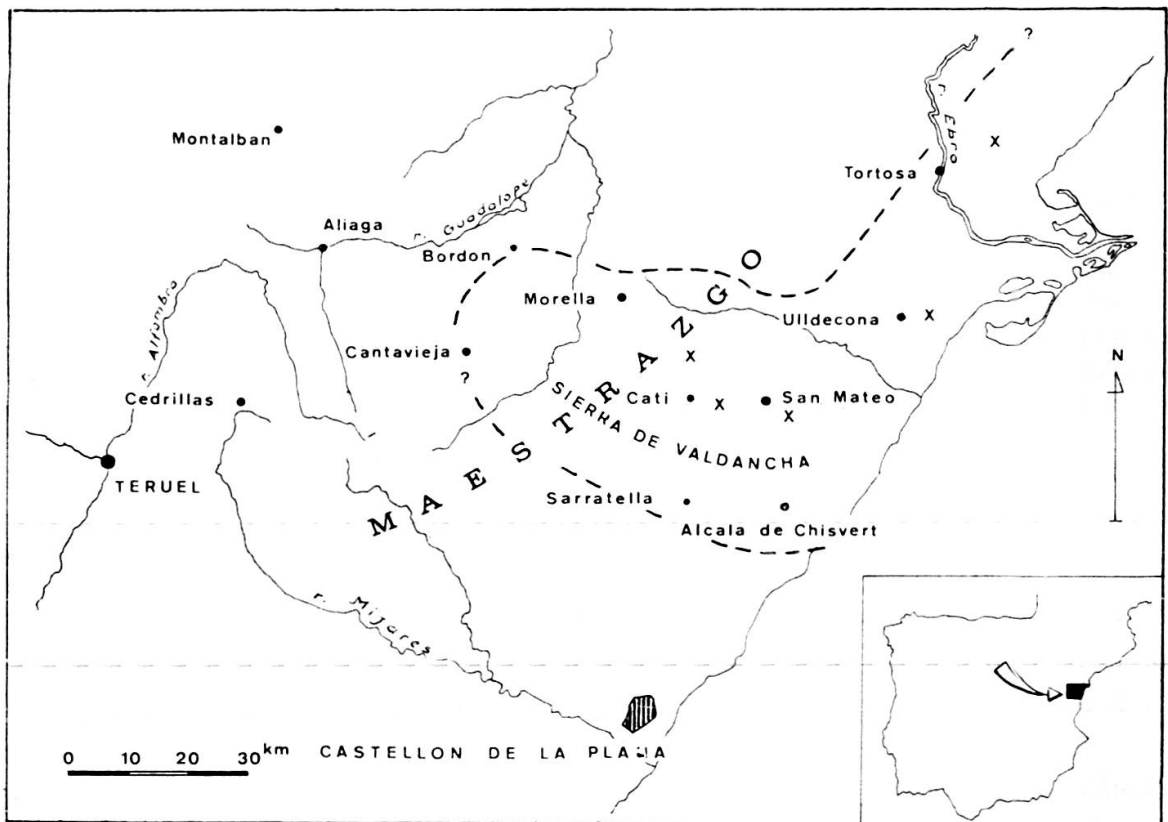 ?
r. Ebro
Montalban
x
Tortosa
Aliaga
r. Guadalope
Bordon
MAESTRAZGO
Morella
Ulldecona
x
r. Alfambra
Cantavieja
x
?
N
Cedrillas
Cati
x
San Mateo
x
SIERRA DE VALDANCHA
TERUEL
Sarratella
Alcala de Chisvert
r. Mijares
0 10 20 30 km
CASTELLON DE LA PLANA